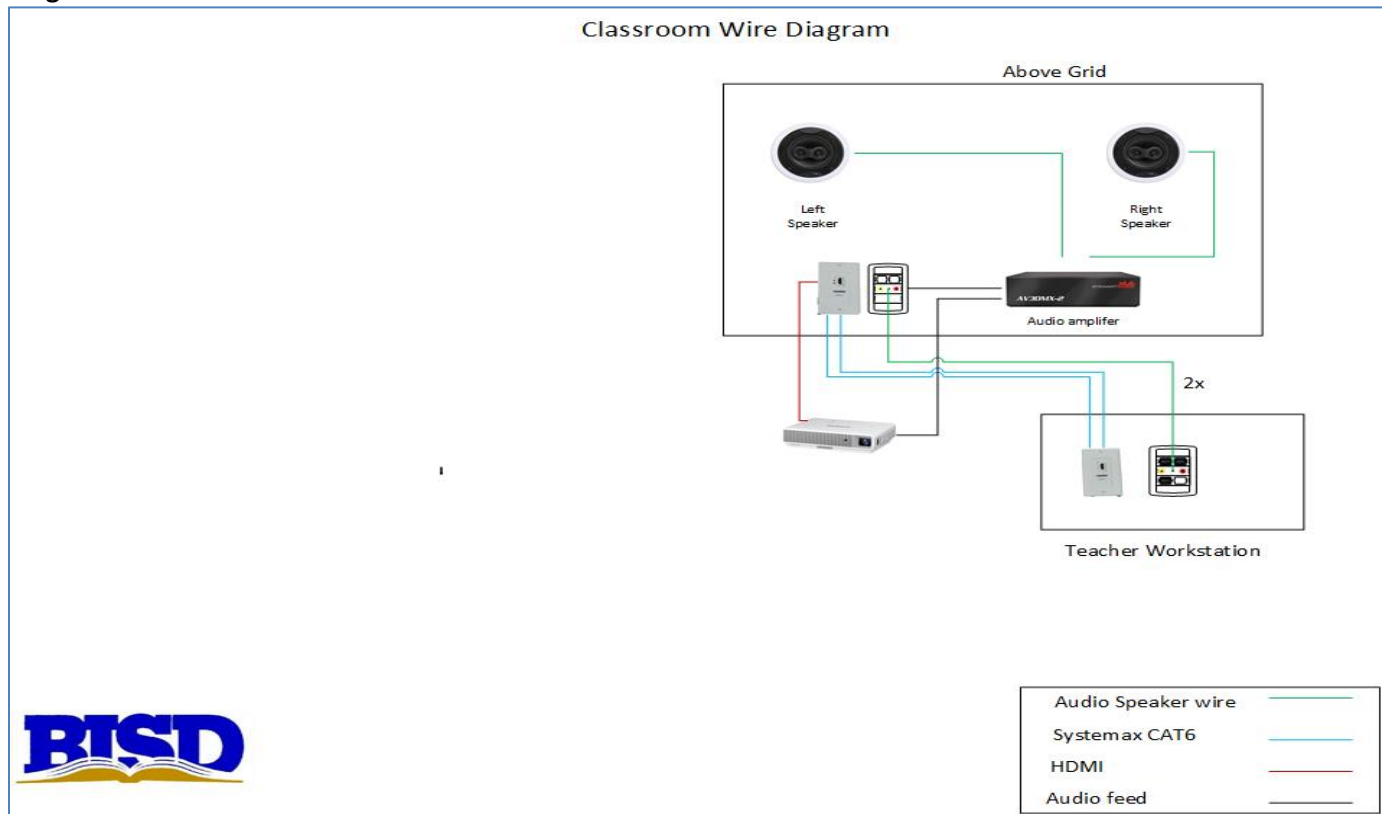 Classroom Wire Diagram
Above Grid
Left
Speaker
Right
Speaker
AV30MX-2
Audio amplifer
2x
Teacher Workstation
BISD
Audio Speaker wire
Systemax CAT6
HDMI
Audio feed